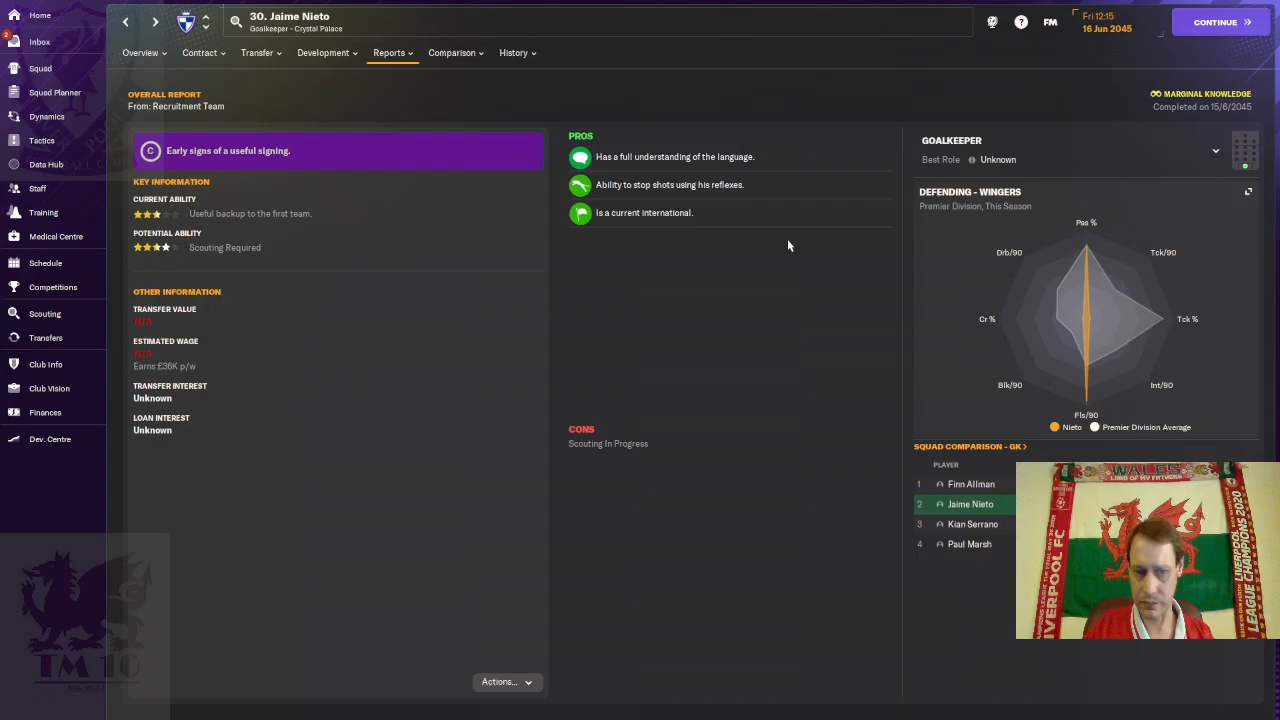 Home
30. Jaime Nieto
Goalkeeper - Crystal Palace
?
FM
Fri 12:15
16 Jun 2045
CONTINUE
2
Inbox
Overview
Contract
Transfer
Development
Reports
Comparison
History
Squad
Squad Planner
Dynamics
Tactics
Data Hub
Staff
Training
Medical Centre
Schedule
Competitions
Scouting
Transfers
Club Info
Club Vision
Finances
Dev. Centre
OVERALL REPORT
From: Recruitment Team
MARGINAL KNOWLEDGE
Completed on 15/6/2045
C
Early signs of a useful signing.
KEY INFORMATION
CURRENT ABILITY
Useful backup to the first team.
POTENTIAL ABILITY
Scouting Required
OTHER INFORMATION
TRANSFER VALUE
N/A
ESTIMATED WAGE
N/A
Earns £36K p/w
TRANSFER INTEREST
Unknown
LOAN INTEREST
Unknown
Actions...
PROS
Has a full understanding of the language.
Ability to stop shots using his reflexes.
Is a current international.
CONS
Scouting In Progress
GOALKEEPER
Best Role
Unknown
DEFENDING - WINGERS
Premier Division, This Season
Pas %
Drb/90
Tck/90
Cr %
Tck %
Blk/90
Int/90
Fls/90
Nieto
Premier Division Average
SQUAD COMPARISON - GK
PLAYER
1 Finn Allman
2 Jaime Nieto
3 Kian Serrano
4 Paul Marsh
WALES
LAND OF MY FATHERS
LIVERPOOL FC
LIVERPOOL
LEAGUE CHAMPIONS 2020
TM 10